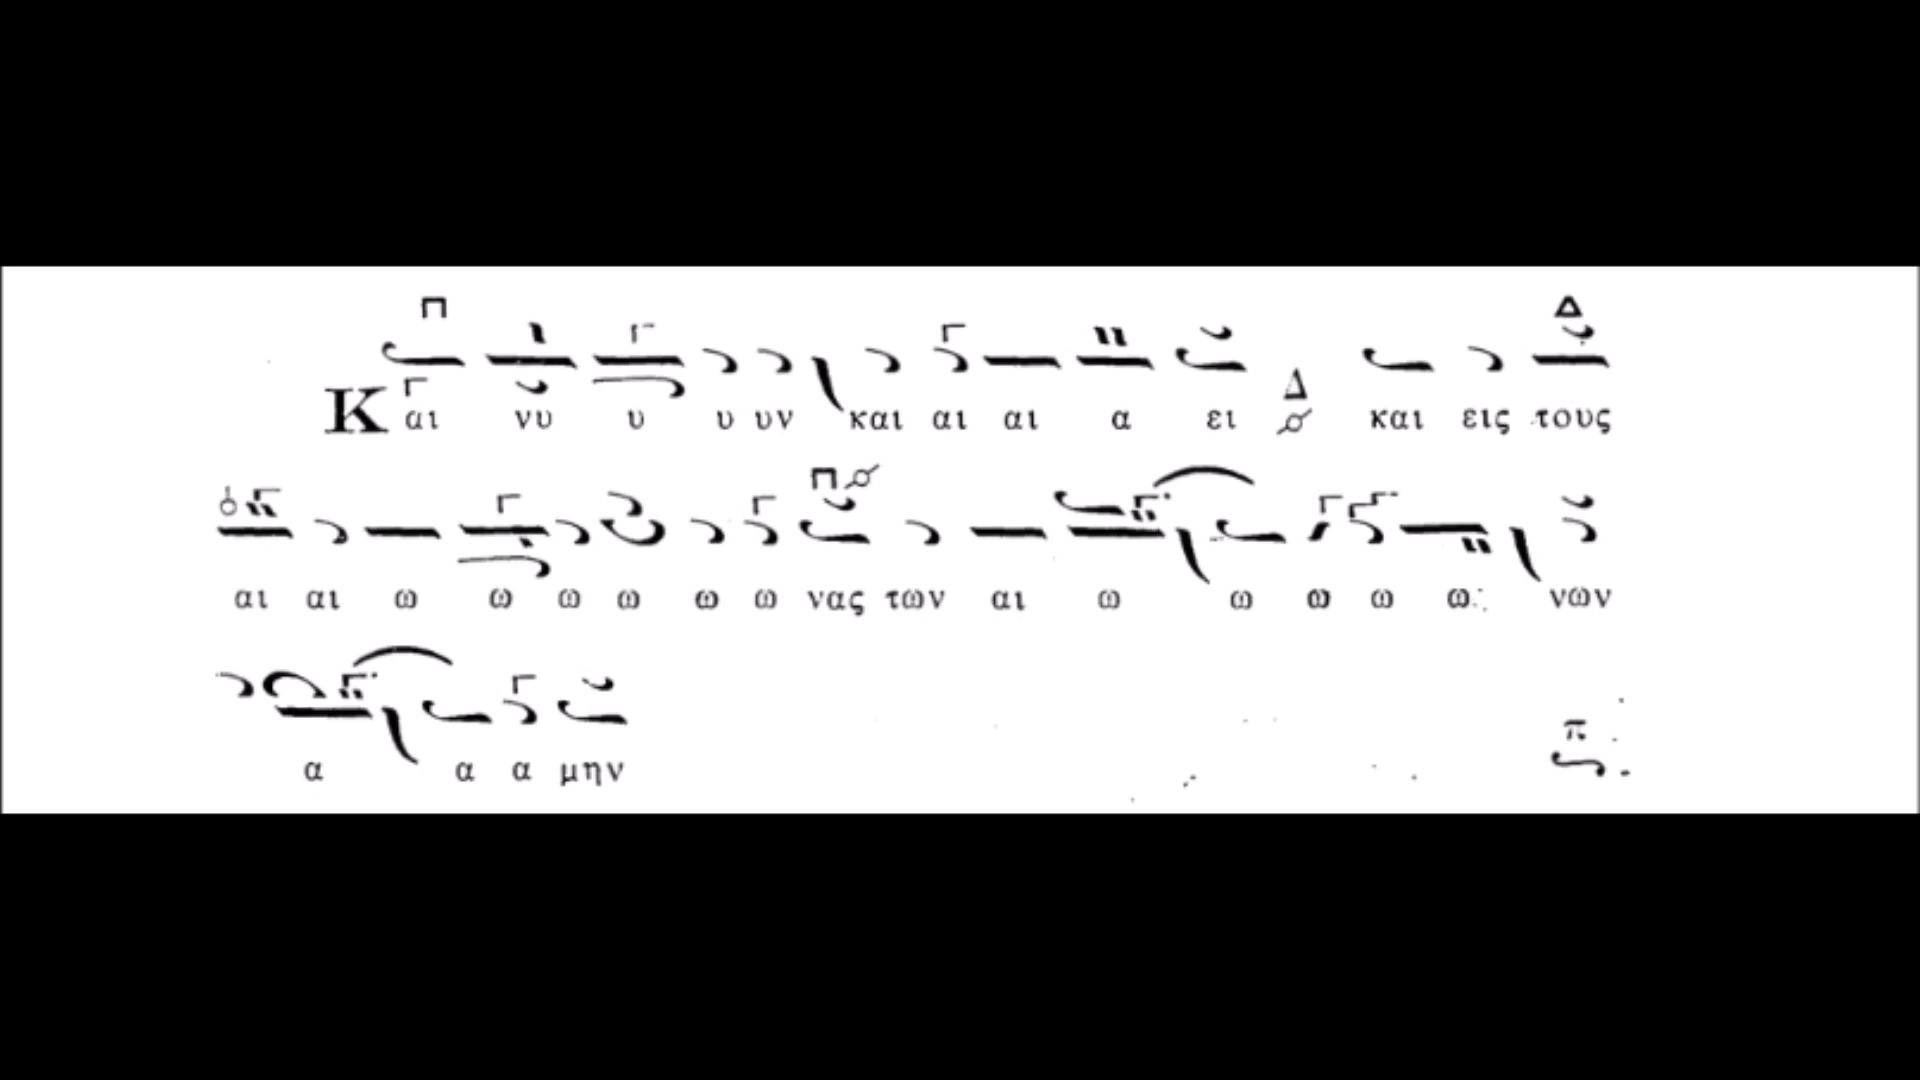 Και νυ υ υ υν και αι αι α ει Δ και εις τους
αι αι ω ω ω ω ω ω νας των αι ω ω ω ω ω νων
α α α μην π